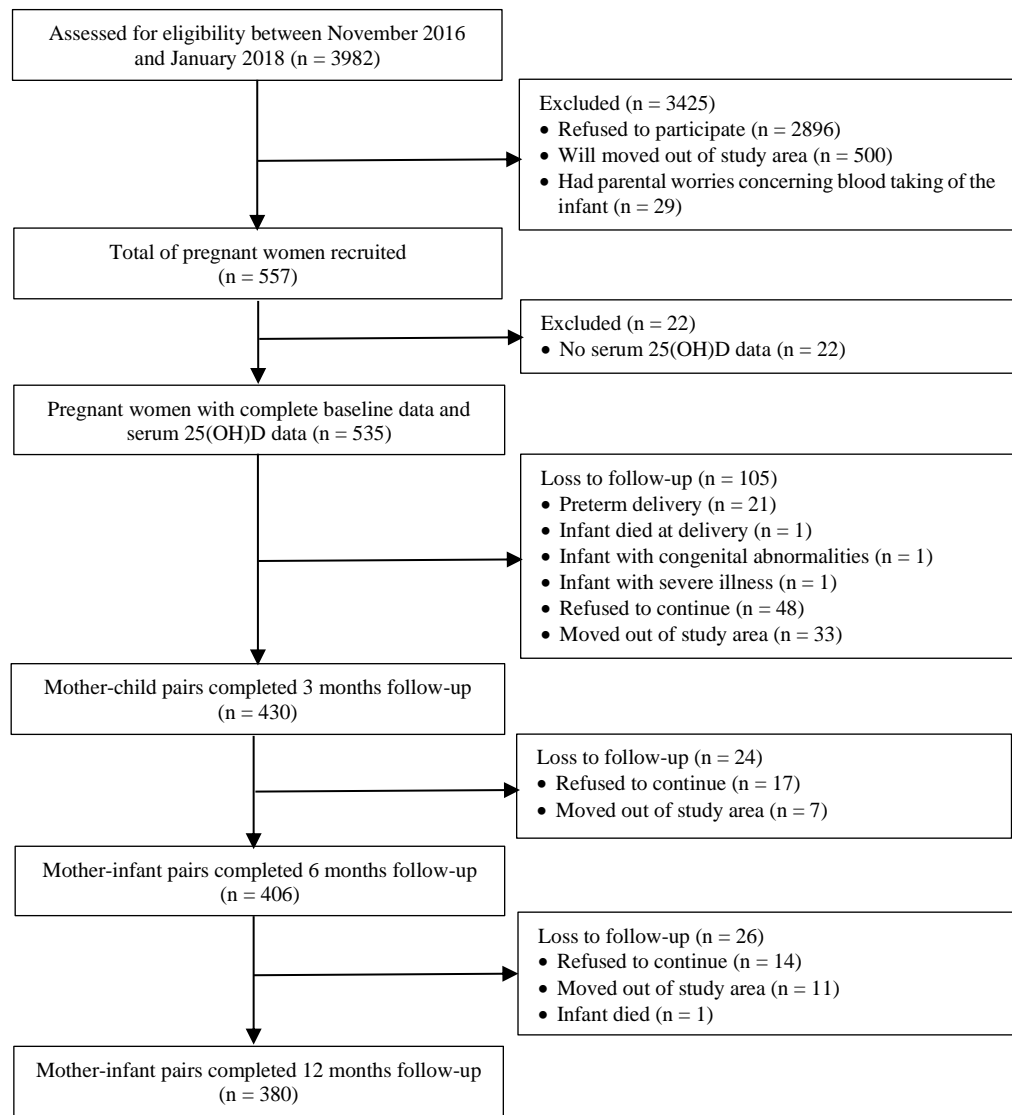 Assessed for eligibility between November 2016
and January 2018 (n = 3982)
Excluded (n = 3425)
• Refused to participate (n = 2896)
• Will moved out of study area (n = 500)
• Had parental worries concerning blood taking of the
infant (n = 29)
Total of pregnant women recruited
(n = 557)
Excluded (n = 22)
• No serum 25(OH)D data (n = 22)
Pregnant women with complete baseline data and
serum 25(OH)D data (n = 535)
Loss to follow-up (n = 105)
• Preterm delivery (n = 21)
• Infant died at delivery (n = 1)
• Infant with congenital abnormalities (n = 1)
• Infant with severe illness (n = 1)
• Refused to continue (n = 48)
• Moved out of study area (n = 33)
Mother-child pairs completed 3 months follow-up
(n = 430)
Loss to follow-up (n = 24)
• Refused to continue (n = 17)
• Moved out of study area (n = 7)
Mother-infant pairs completed 6 months follow-up
(n = 406)
Loss to follow-up (n = 26)
• Refused to continue (n = 14)
• Moved out of study area (n = 11)
• Infant died (n = 1)
Mother-infant pairs completed 12 months follow-up
(n = 380)